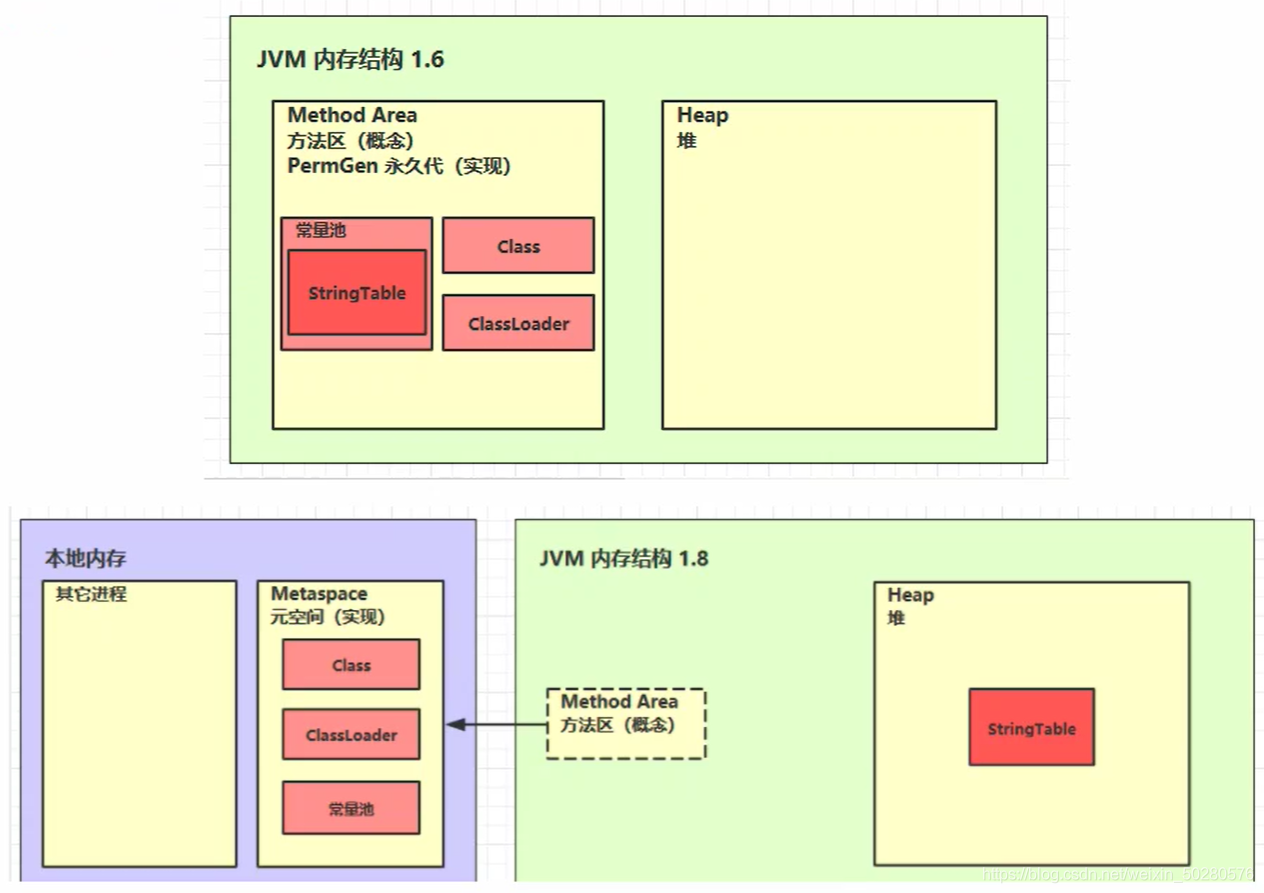 JVM 内存结构 1.6
Method Area
方法区（概念）
PermGen 永久代（实现）
常量池
StringTable
Class
ClassLoader
Heap
堆
本地内存
其它进程
Metaspace
元空间（实现）
Class
ClassLoader
常量池
JVM 内存结构 1.8
Method Area
方法区（概念）
Heap
堆
StringTable
https://blog.csdn.net/weixin_50280576